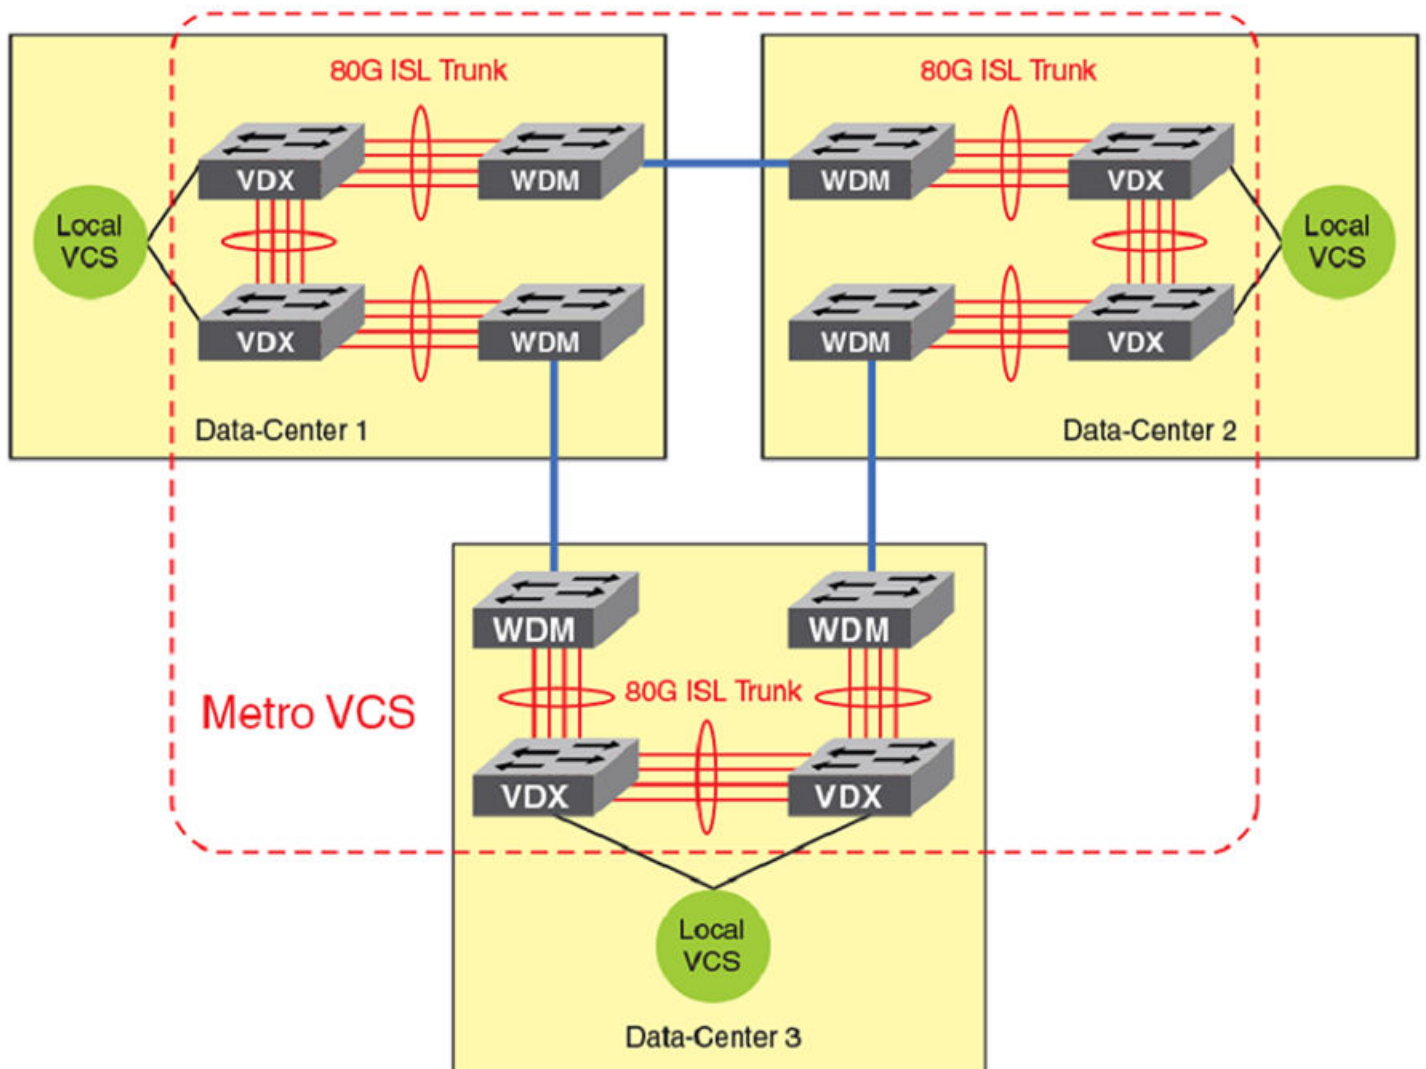 80G ISL Trunk
80G ISL Trunk
VDX
WDM
WDM
VDX
Local
VCS
Local
VCS
VDX
WDM
WDM
VDX
Data-Center 1
Data-Center 2
WDM
WDM
80G ISL Trunk
Metro VCS
VDX
VDX
Local
VCS
Data-Center 3